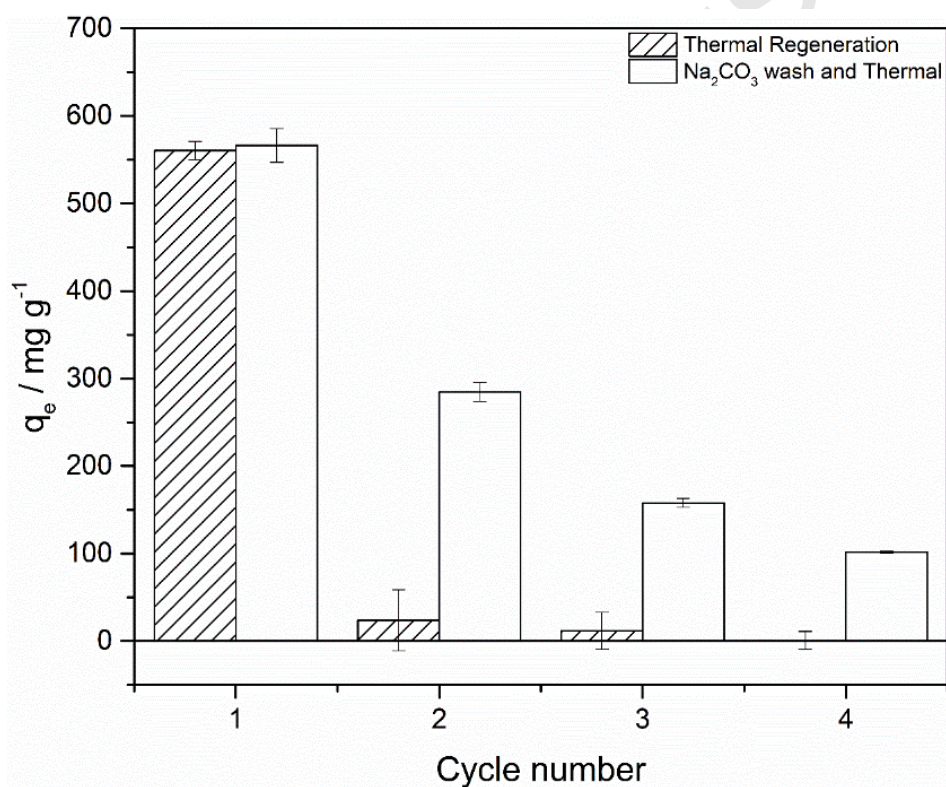 Thermal Regeneration
Na₂CO₃ wash and Thermal
700
600
500
400
300
200
100
0
qₑ / mg g⁻¹
1 2 3 4
Cycle number